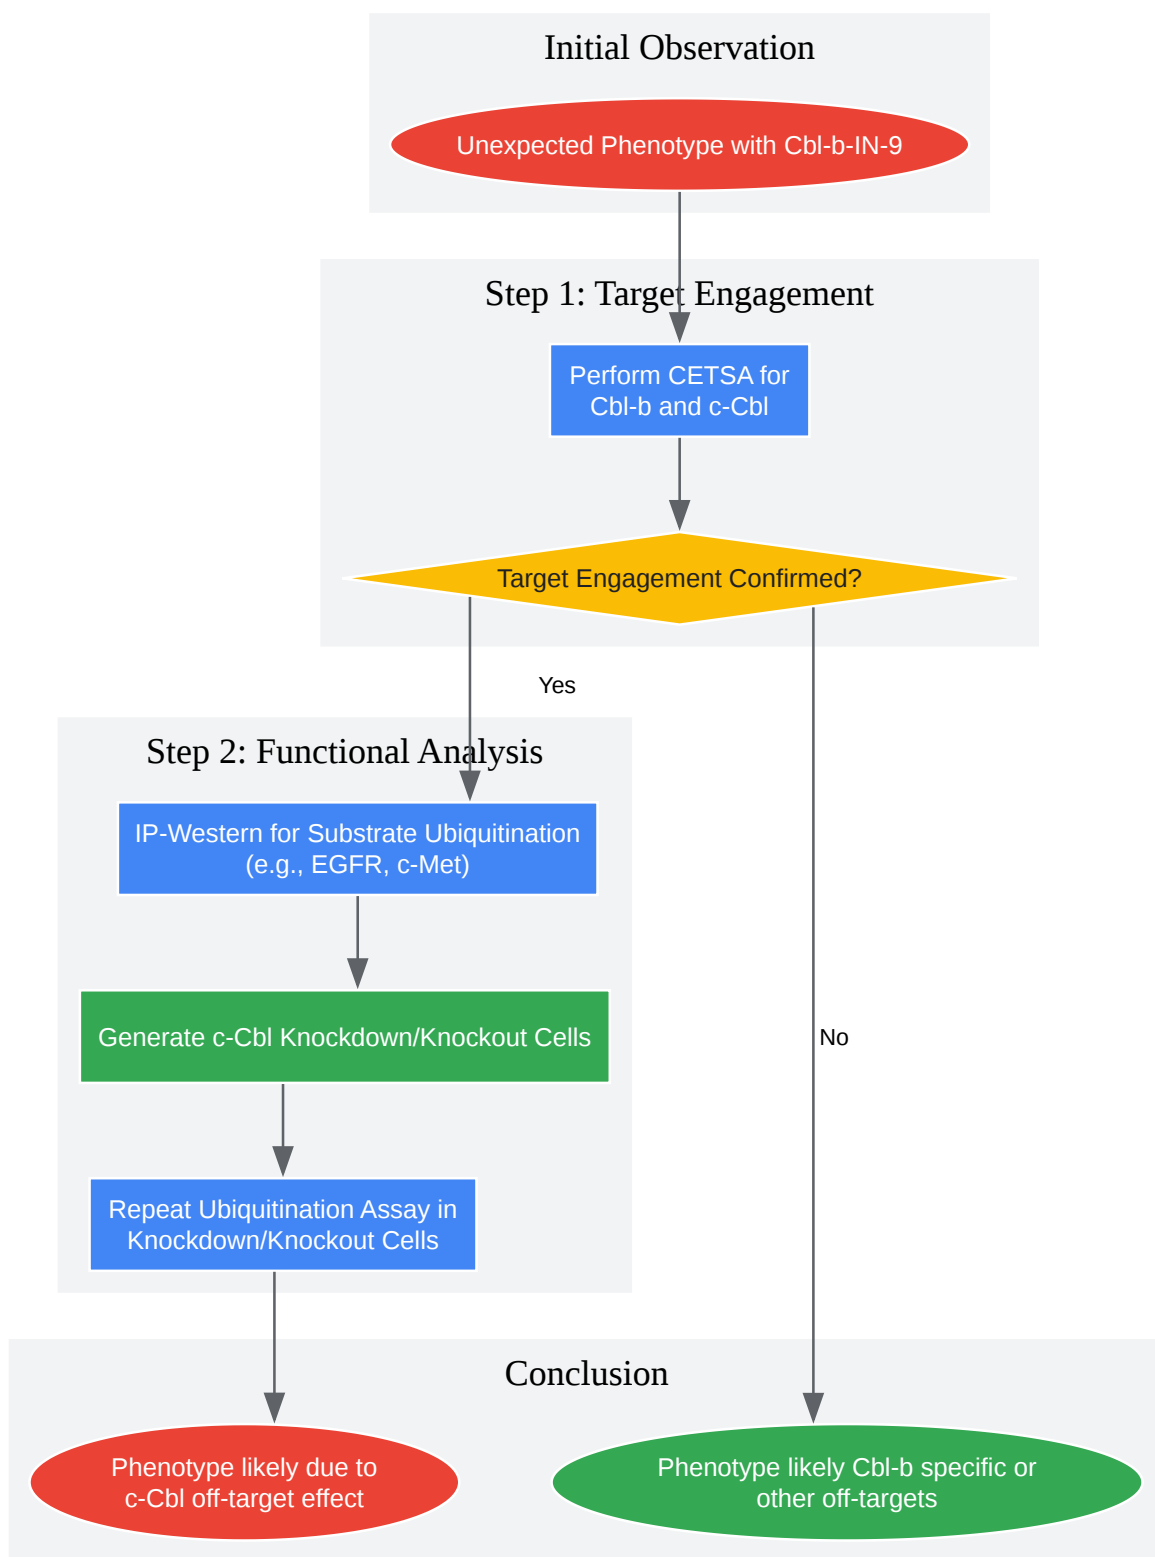 Initial Observation
Unexpected Phenotype with Cbl-b-IN-9
Step 1: Target Engagement
Perform CETSA for
Cbl-b and c-Cbl
Target Engagement Confirmed?
Yes
Step 2: Functional Analysis
IP-Western for Substrate Ubiquitination
(e.g., EGFR, c-Met)
Generate c-Cbl Knockdown/Knockout Cells
No
Repeat Ubiquitination Assay in
Knockdown/Knockout Cells
Conclusion
Phenotype likely due to
c-Cbl off-target effect
Phenotype likely Cbl-b specific or
other off-targets